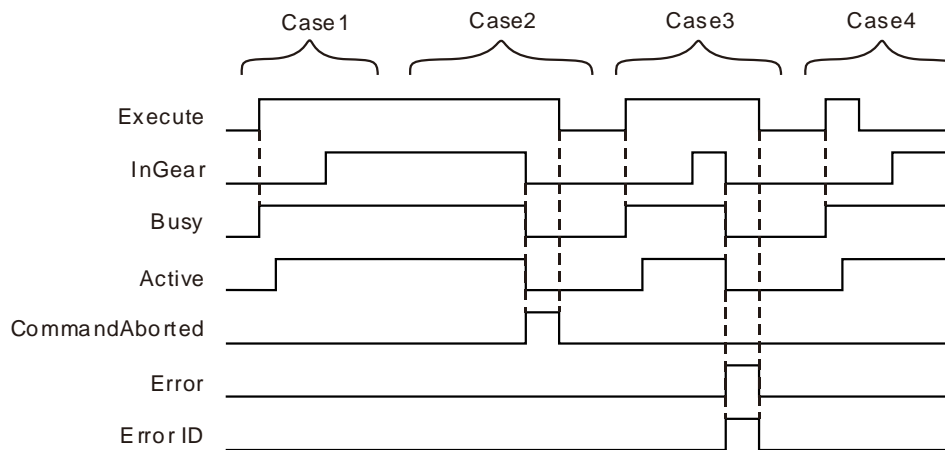 Case1 Case2 Case3 Case4
Execute
InGear
Busy
Active
CommandAborted
Error
Error ID